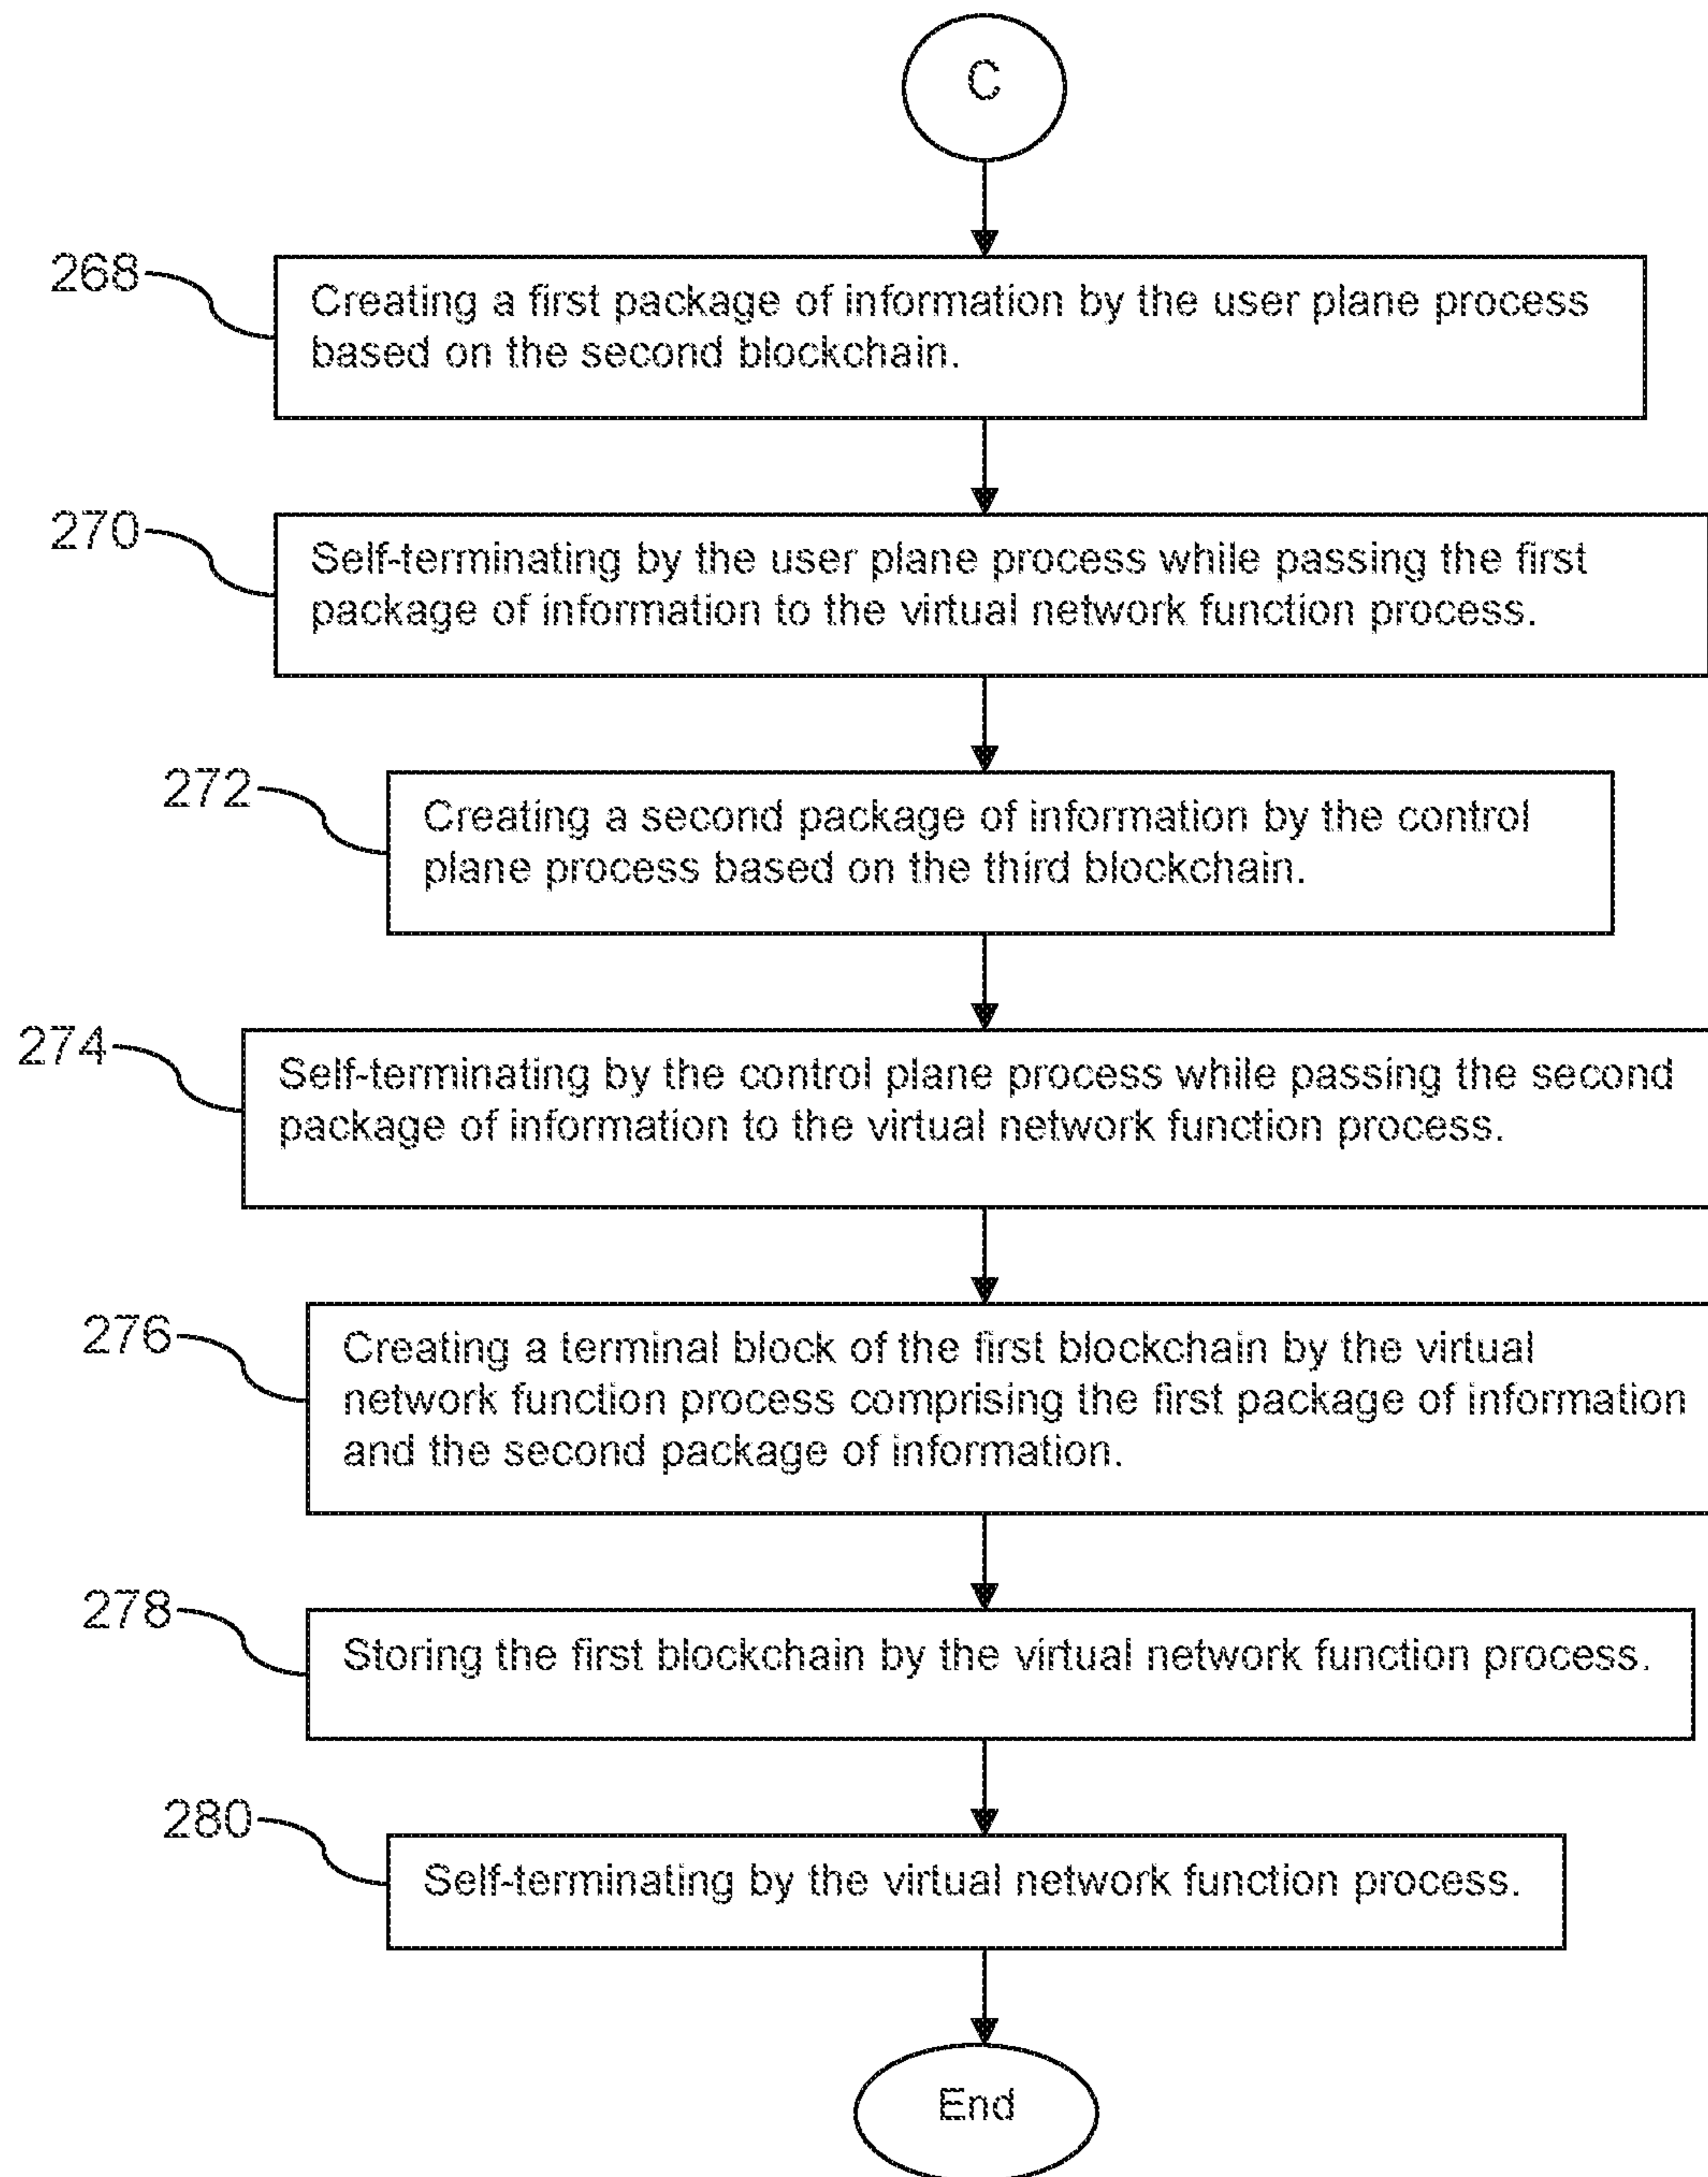 C
268
Creating a first package of information by the user plane process
based on the second blockchain.
270
Self-terminating by the user plane process while passing the first
package of information to the virtual network function process.
272
Creating a second package of information by the control
plane process based on the third blockchain.
274
Self-terminating by the control plane process while passing the second
package of information to the virtual network function process.
276
Creating a terminal block of the first blockchain by the virtual
network function process comprising the first package of information
and the second package of information.
278
Storing the first blockchain by the virtual network function process.
280
Self-terminating by the virtual network function process.
End